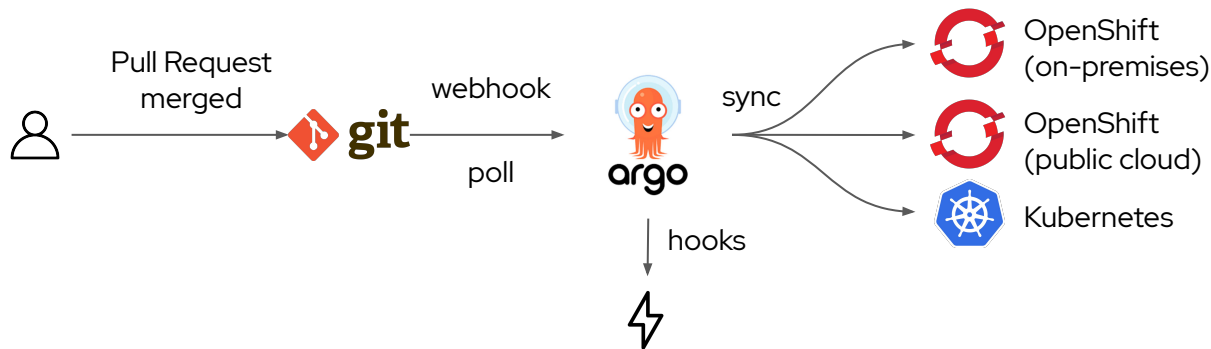 Pull Request
merged
git
webhook
poll
argo
sync
hooks
OpenShift
(on-premises)
OpenShift
(public cloud)
Kubernetes